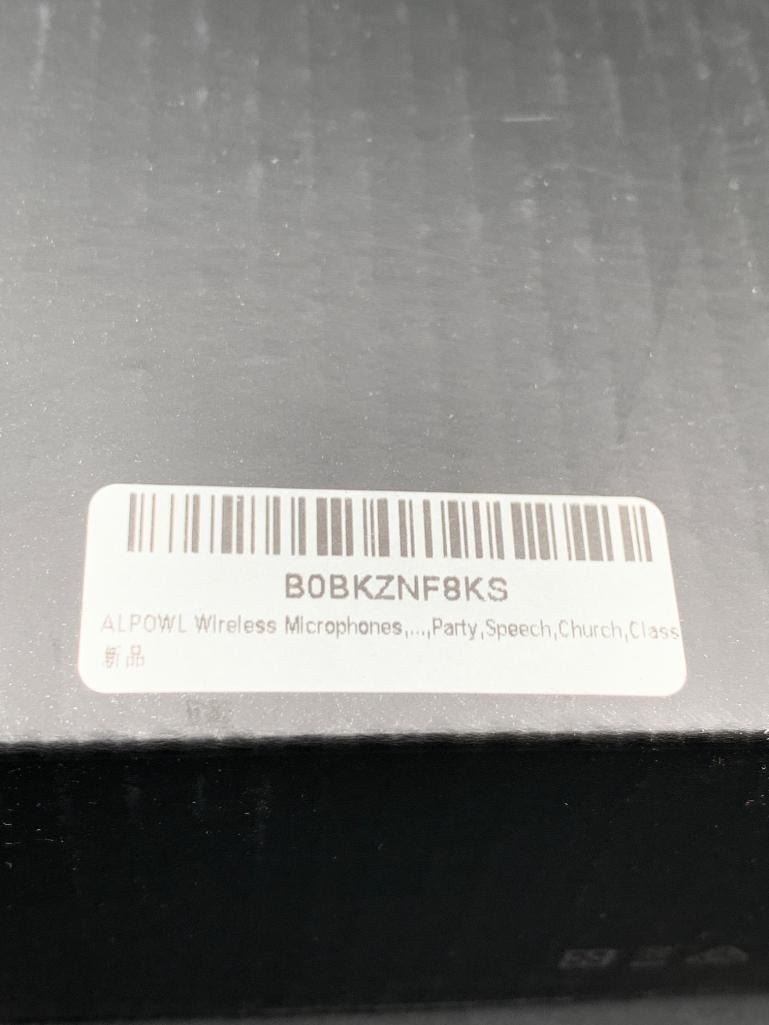 B0BKZNF8KS
ALPOWL Wireless Microphones,...,Party,Speech,Church,Class
新品